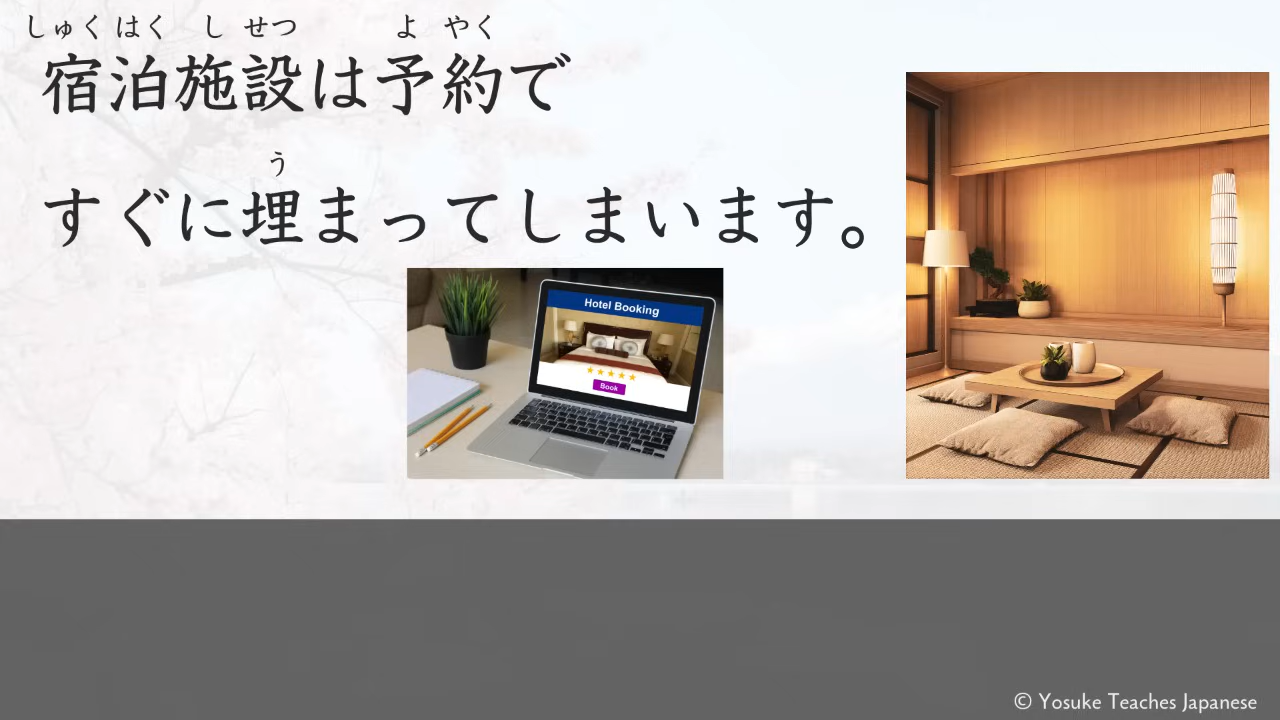 しゅく はく し せつ よ やく
宿泊施設は予約で
う
すぐに埋まってしまいます。
Hotel Booking
Book
© Yosuke Teaches Japanese